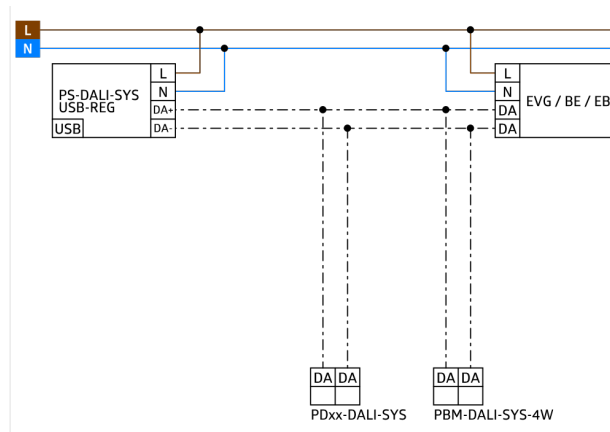 L
N
PS-DALI-SYS
USB-REG
USB
L
N
DA+
DA-
L
N
DA
DA
EVG / BE / EB
DA DA
DA DA
PDxx-DALI-SYS
PBM-DALI-SYS-4W